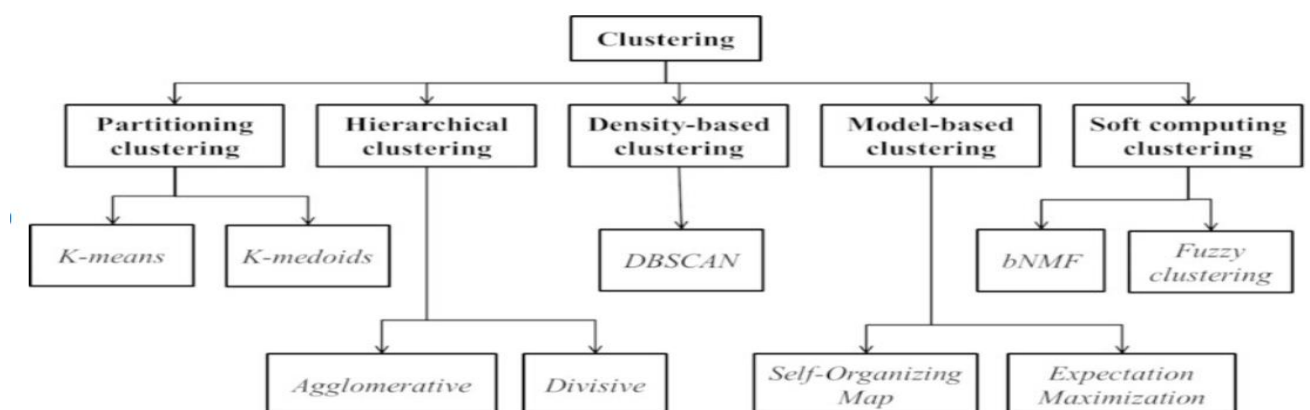 Clustering
Partitioning
clustering
Hierarchical
clustering
Density-based
clustering
Model-based
clustering
Soft computing
clustering
K-means
K-medoids
DBSCAN
bNMF
Fuzzy
clustering
Agglomerative
Divisive
Self-Organizing
Map
Expectation
Maximization